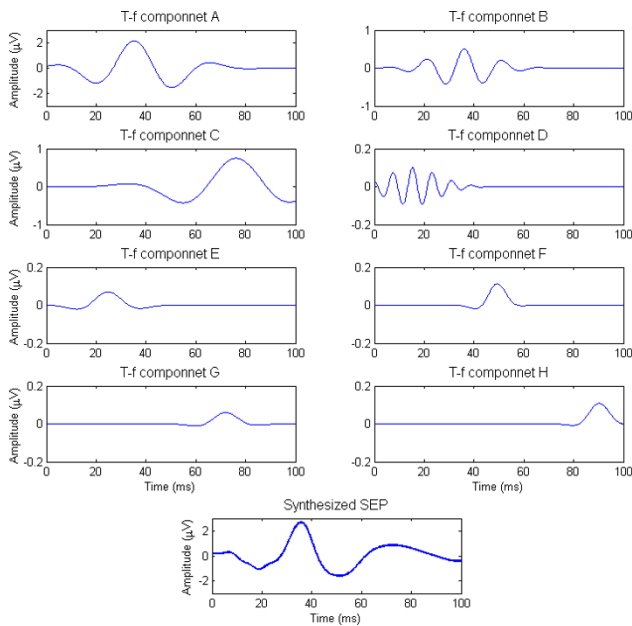 T-f componnet A
Amplitude (µV)
2
0
-2
0 20 40 60 80 100
T-f componnet B
1
0
-1
0 20 40 60 80 100
T-f componnet C
Amplitude (µV)
1
0
-1
0 20 40 60 80 100
T-f componnet D
0.2
0
-0.2
0 20 40 60 80 100
T-f componnet E
Amplitude (µV)
0.2
0
-0.2
0 20 40 60 80 100
T-f componnet F
0.2
0
-0.2
0 20 40 60 80 100
T-f componnet G
Amplitude (µV)
0.2
0
-0.2
0 20 40 60 80 100
Time (ms)
T-f componnet H
0.2
0
-0.2
0 20 40 60 80 100
Time (ms)
Synthesized SEP
Amplitude (µV)
2
0
-2
0 20 40 60 80 100
Time (ms)